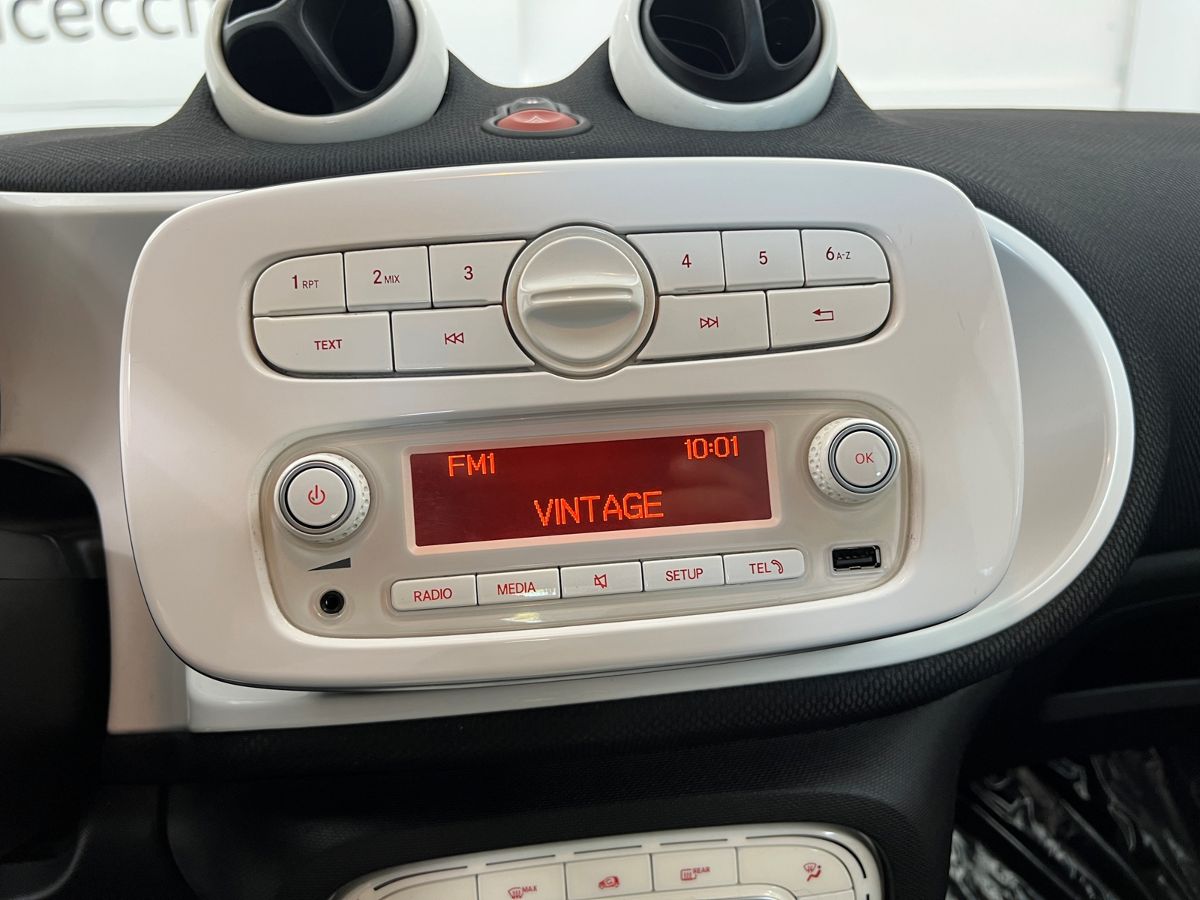 1 RPT 2 MIX 3 4 5 6 A-Z
TEXT
FM1 10:01
VINTAGE
OK
RADIO MEDIA SETUP TEL
MAX REAR